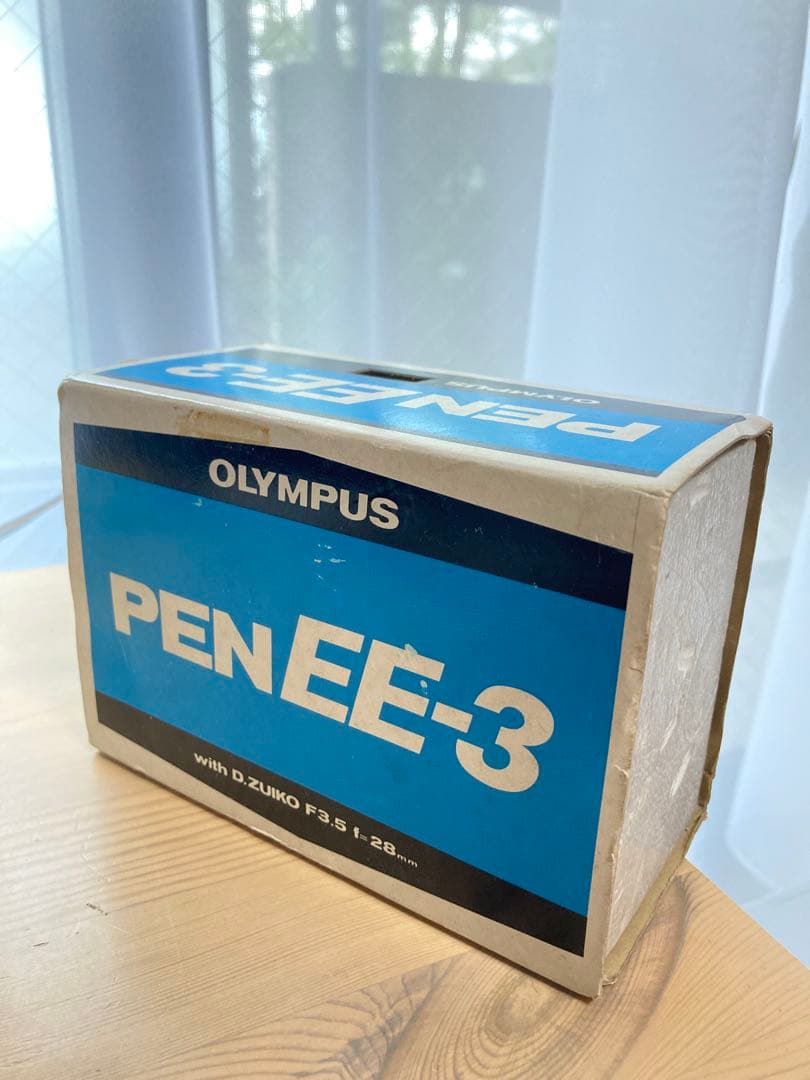 OLYMPUS
PEN EE-3
OLYMPUS
PEN EE-3
with D.ZUIKO F3.5 f=28mm